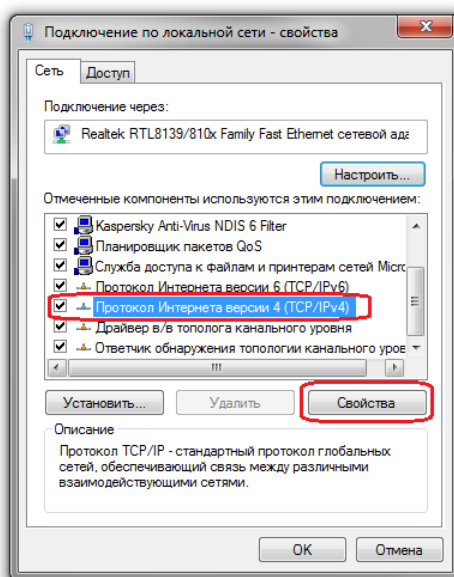 Подключение по локальной сети - свойства
Сеть Доступ
Подключение через:
Realtek RTL8139/810x Family Fast Ethernet сетевой ада
Настроить...
Отмеченные компоненты используются этим подключением:
Kaspersky Anti-Virus NDIS 6 Filter
Планировщик пакетов QoS
Служба доступа к файлам и принтерам сетей Micro
Протокол Интернета версии 6 (TCP/IPv6)
Протокол Интернета версии 4 (TCP/IPv4)
Драйвер в/в тополога канального уровня
Ответчик обнаружения топологии канального уров
Установить... Удалить Свойства
Описание
Протокол TCP/IP - стандартный протокол глобальных
сетей, обеспечивающий связь между различными
взаимодействующими сетями.
OK Отмена